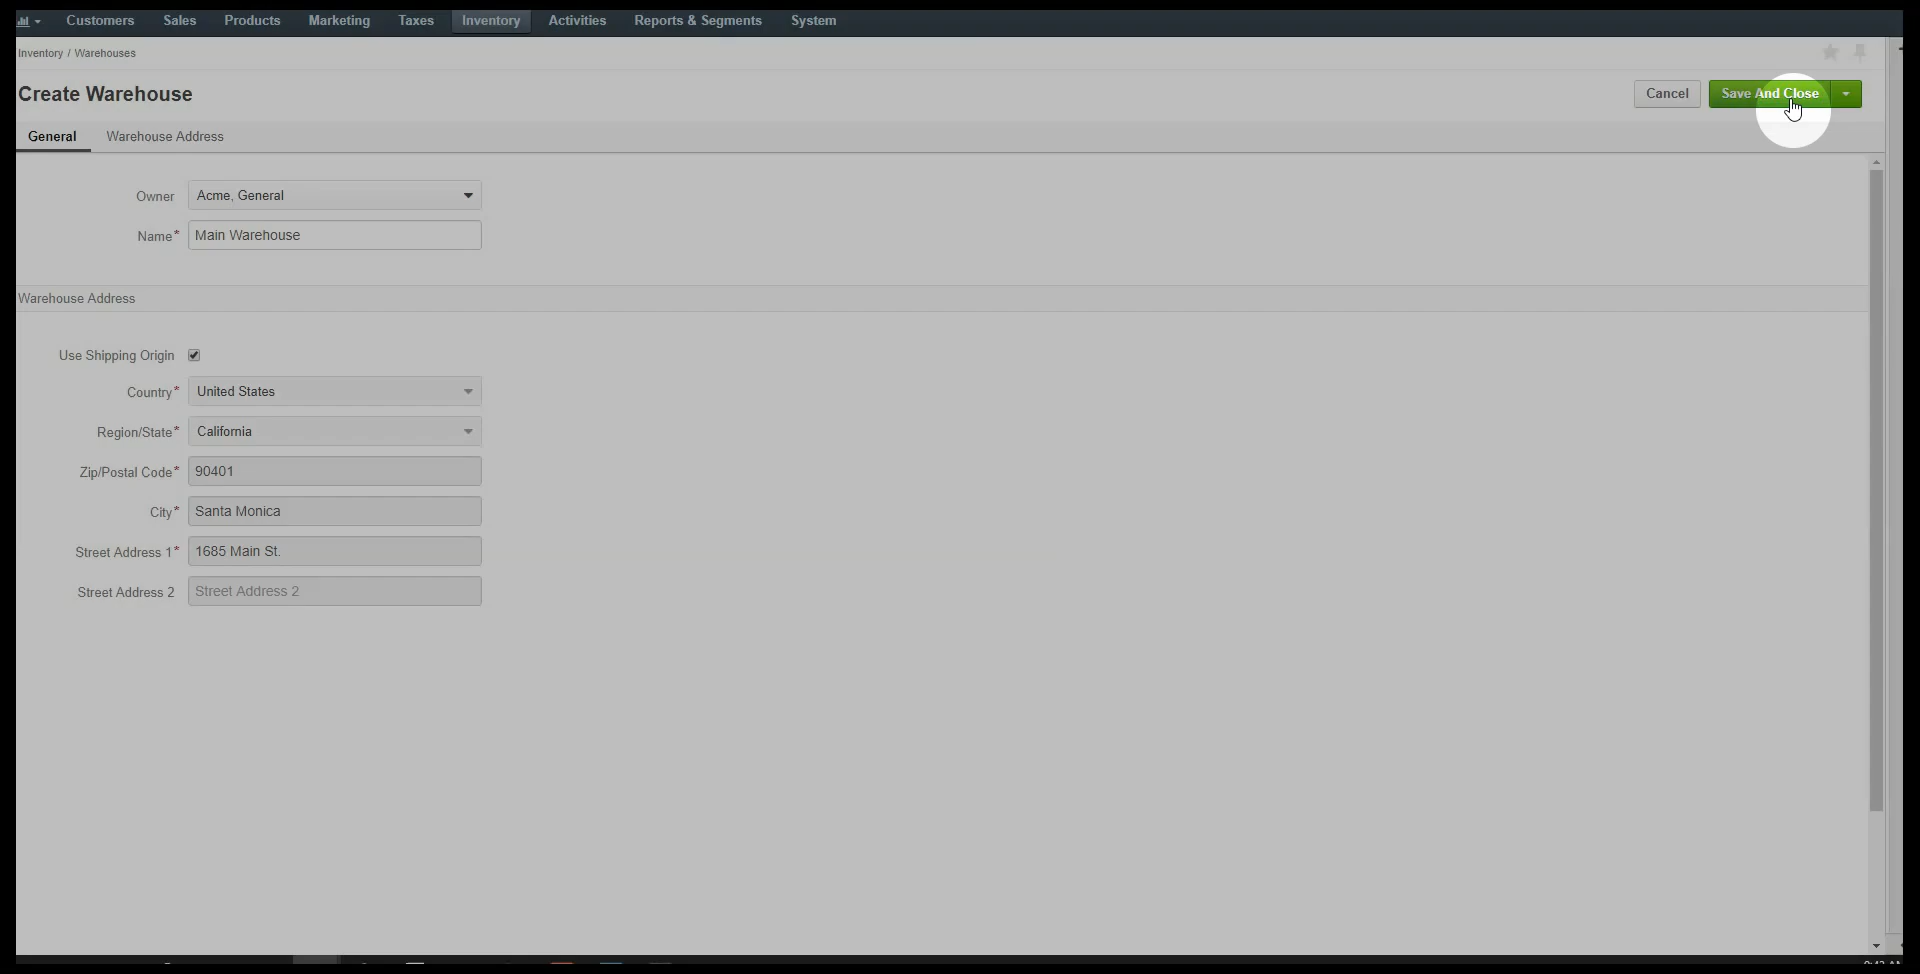 Customers Sales Products Marketing Taxes Inventory Activities Reports & Segments System
Inventory / Warehouses
Create Warehouse
Cancel Save And Close
General Warehouse Address
Owner Acme, General
Name* Main Warehouse
Warehouse Address
Use Shipping Origin
Country* United States
Region/State* California
Zip/Postal Code* 90401
City* Santa Monica
Street Address 1* 1685 Main St.
Street Address 2 Street Address 2